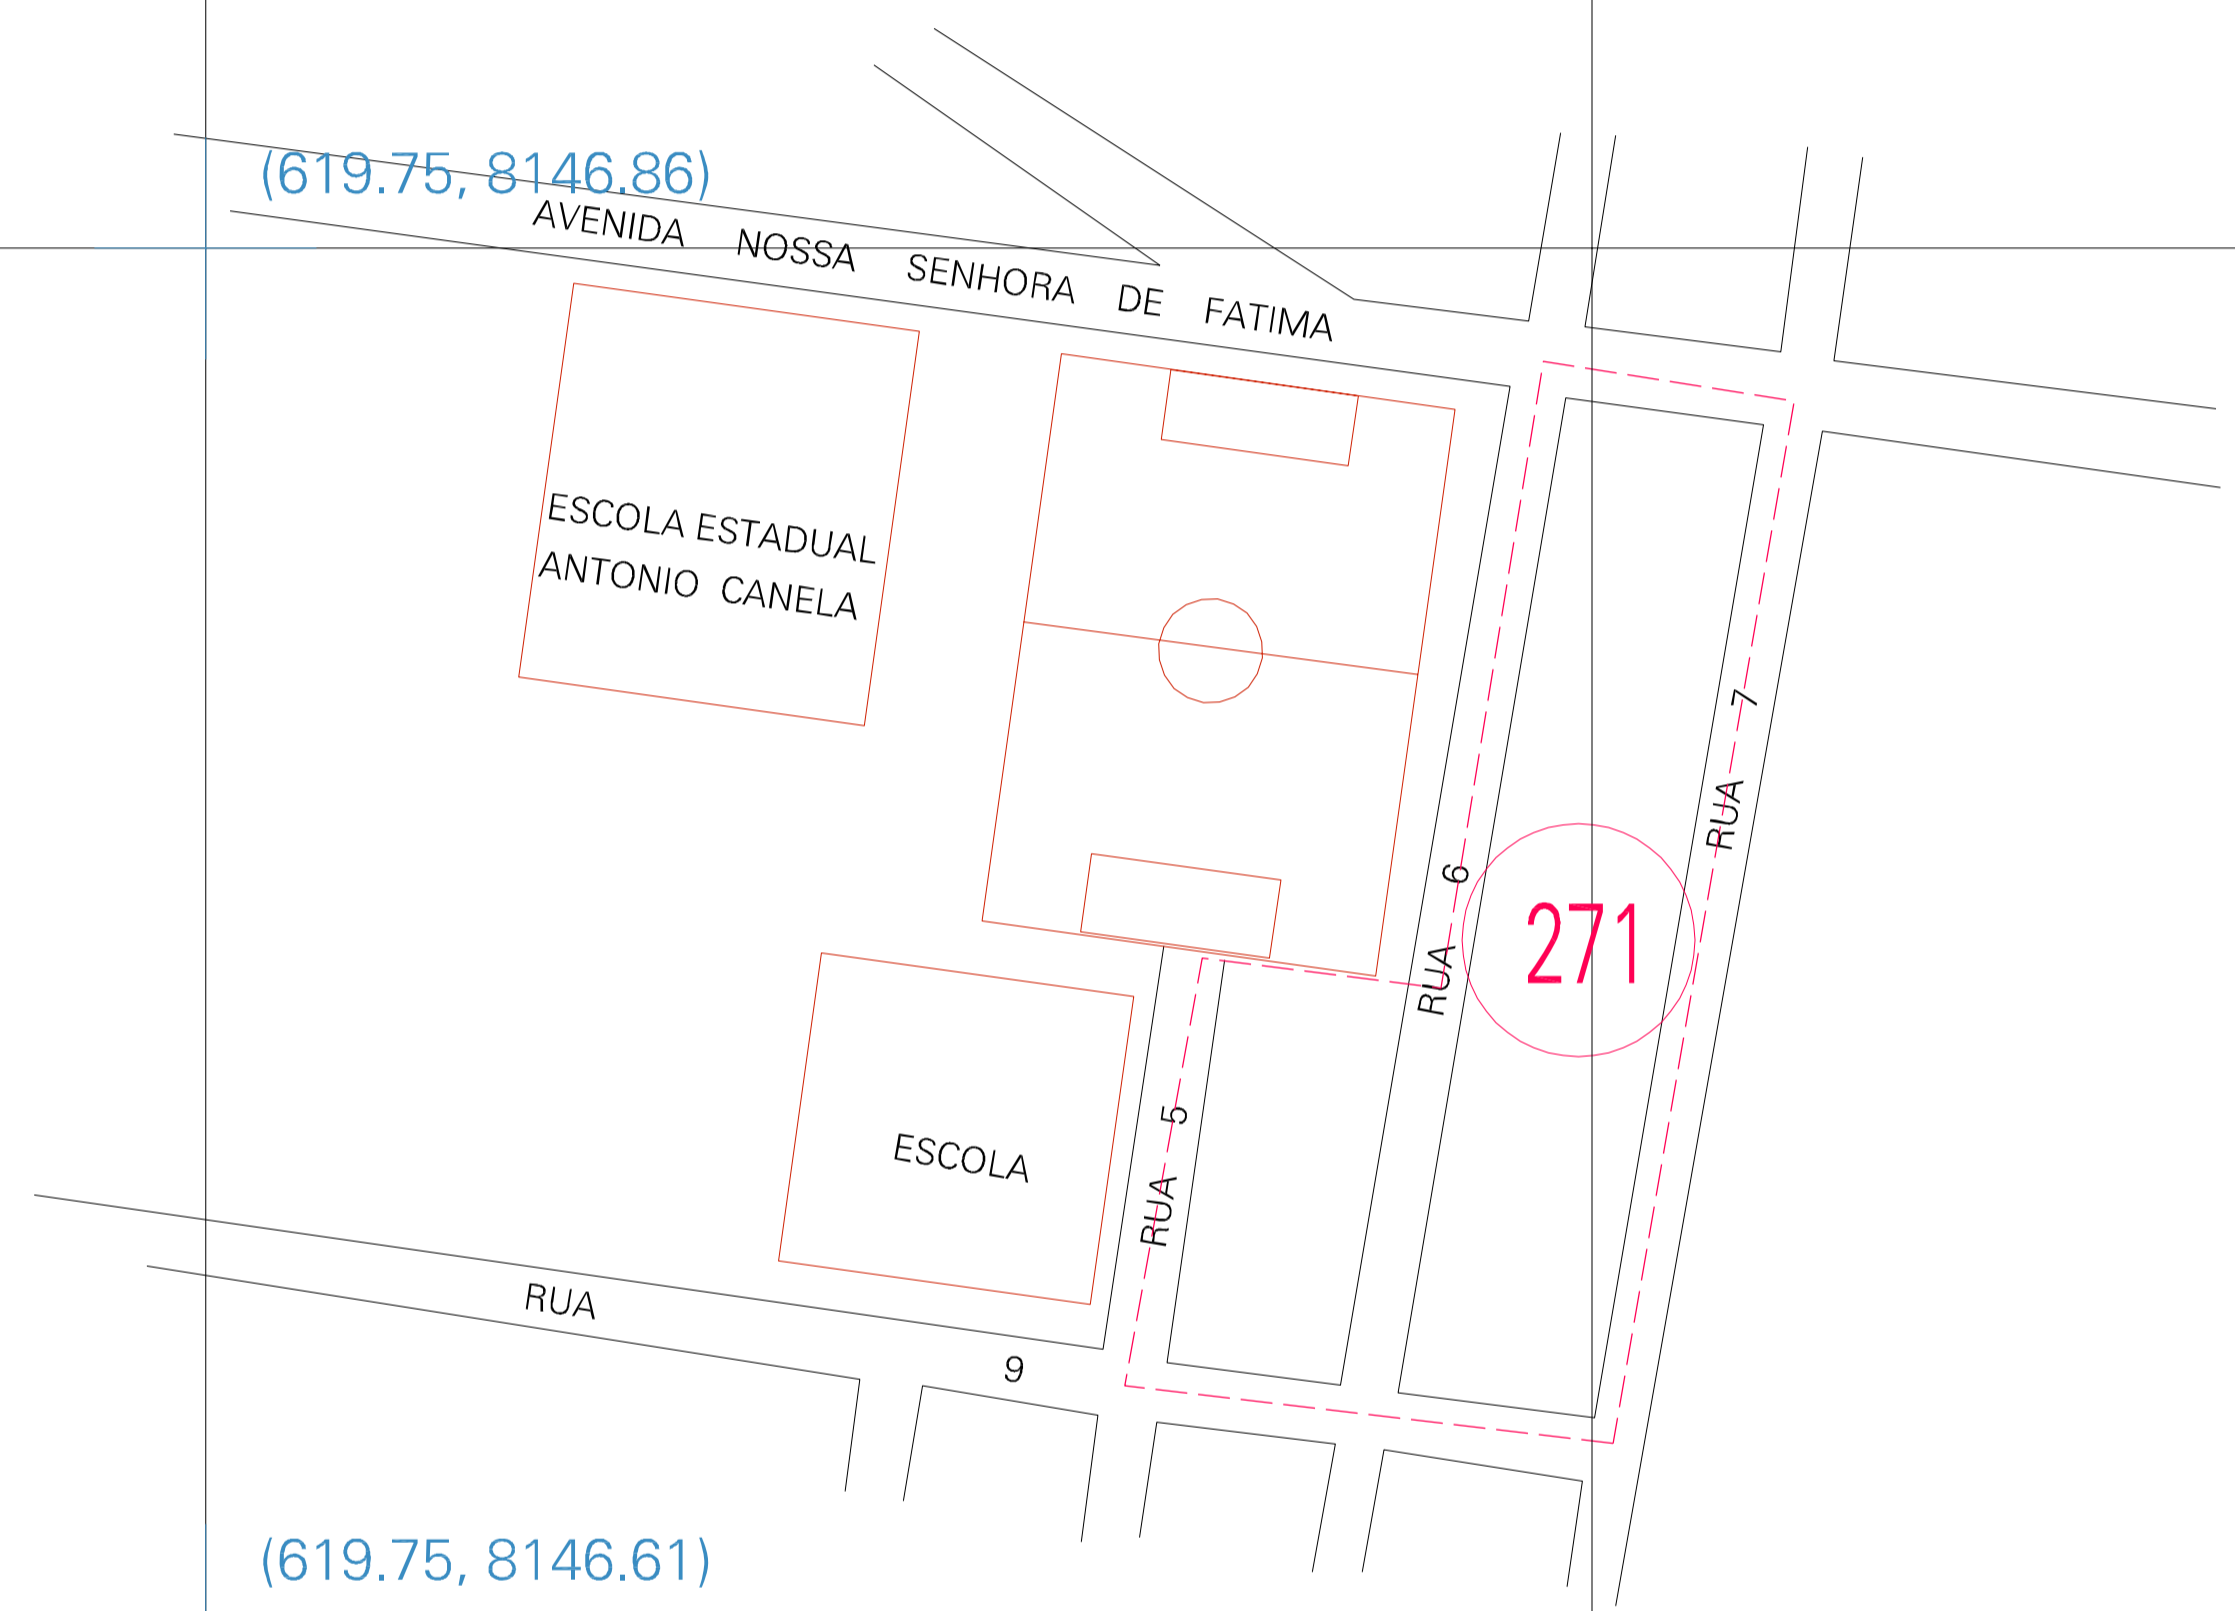 (619.75, 8146.86)
AVENIDA NOSSA SENHORA DE FATIMA
ESCOLA ESTADUAL
ANTONIO CANELA
RUA 7
RUA 6
271
RUA 5
ESCOLA
RUA 9
(619.75, 8146.61)